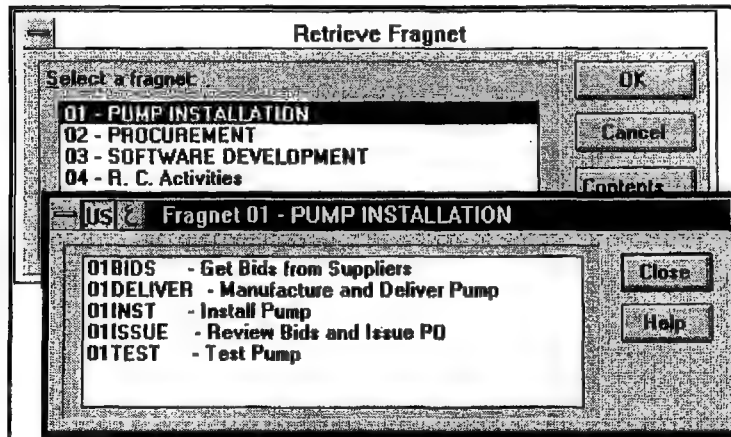 Retrieve Fragnet
Select a fragnet:
01 - PUMP INSTALLATION
02 - PROCUREMENT
03 - SOFTWARE DEVELOPMENT
04 - R. C. Activities
OK
Cancel
Contents...
US
Fragnet 01 - PUMP INSTALLATION
01BIDS - Get Bids from Suppliers
01DELIVER - Manufacture and Deliver Pump
01INST - Install Pump
01ISSUE - Review Bids and Issue PO
01TEST - Test Pump
Close
Help